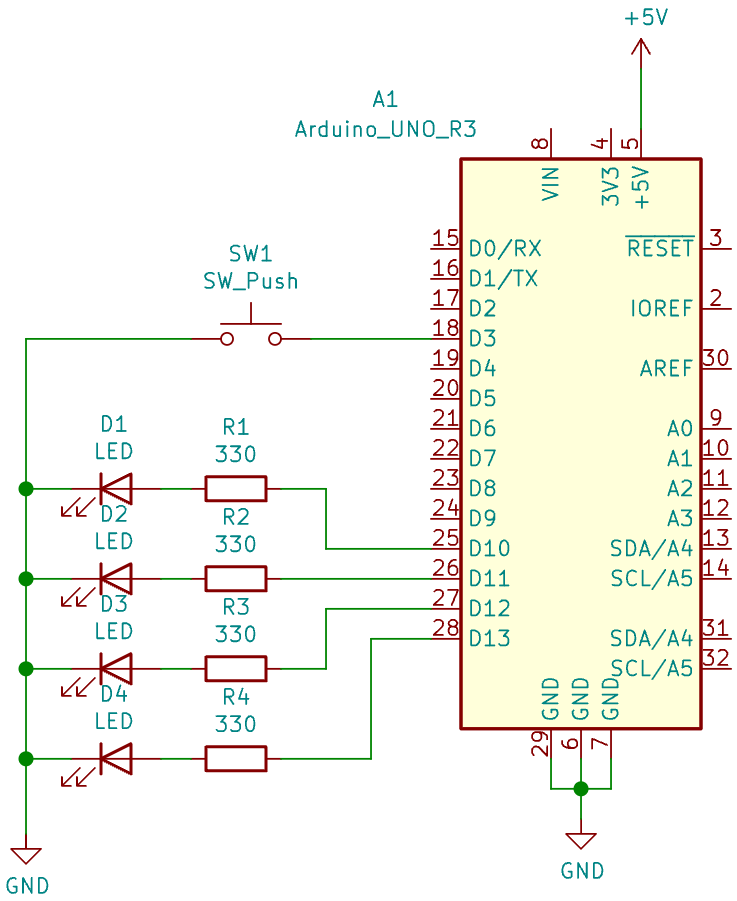 +5V
A1
Arduino_UNO_R3
8
4
5
VIN
3V3
+5V
15
D0/RX
RESET
3
16
D1/TX
17
D2
IOREF
2
SW1
SW_Push
18
D3
19
D4
AREF
30
20
D5
21
D6
A0
9
22
D7
A1
10
23
D8
A2
11
24
D9
A3
12
25
D10
SDA/A4
13
26
D11
SCL/A5
14
27
D12
28
D13
SDA/A4
31
SCL/A5
32
D1
LED
R1
330
D2
LED
R2
330
D3
LED
R3
330
D4
LED
R4
330
GND
GND
GND
29
6
7
GND
GND